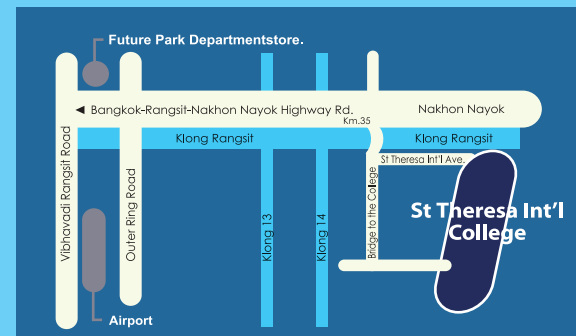 Future Park Departmentstore.
◄ Bangkok-Rangsit-Nakhon Nayok Highway Rd.
Nakhon Nayok
Km.35
Klong Rangsit
Klong Rangsit
St Theresa Int'l Ave.
Vibhavadi Rangsit Road
Outer Ring Road
Klong 13
Klong 14
Bridge to the College
St Theresa Int'l
College
Airport